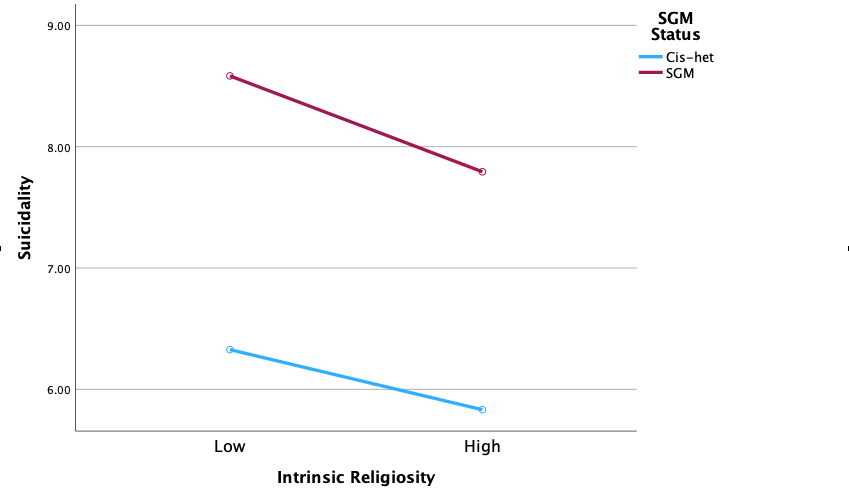 SGM
Status
Cis-het
SGM
9.00
8.00
7.00
6.00
Suicidality
Low
High
Intrinsic Religiosity